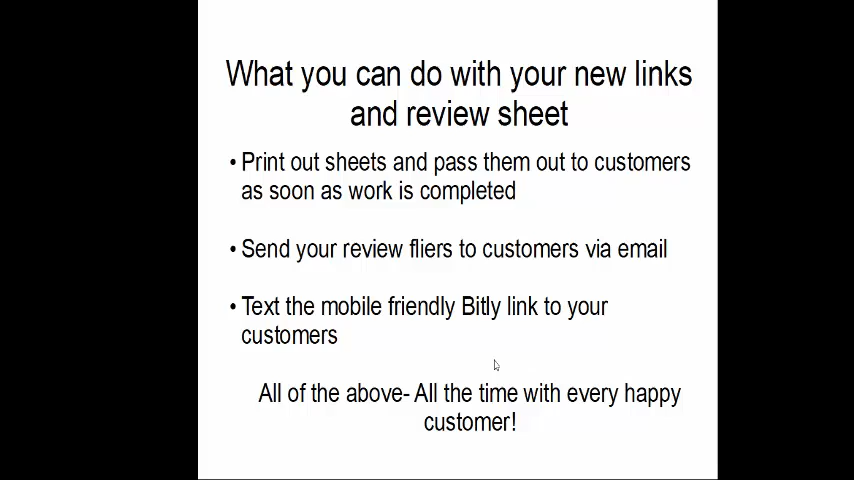 What you can do with your new links
and review sheet
• Print out sheets and pass them out to customers
as soon as work is completed
• Send your review fliers to customers via email
• Text the mobile friendly Bitly link to your
customers
All of the above- All the time with every happy
customer!